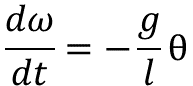 dω/dt = − g/l θ